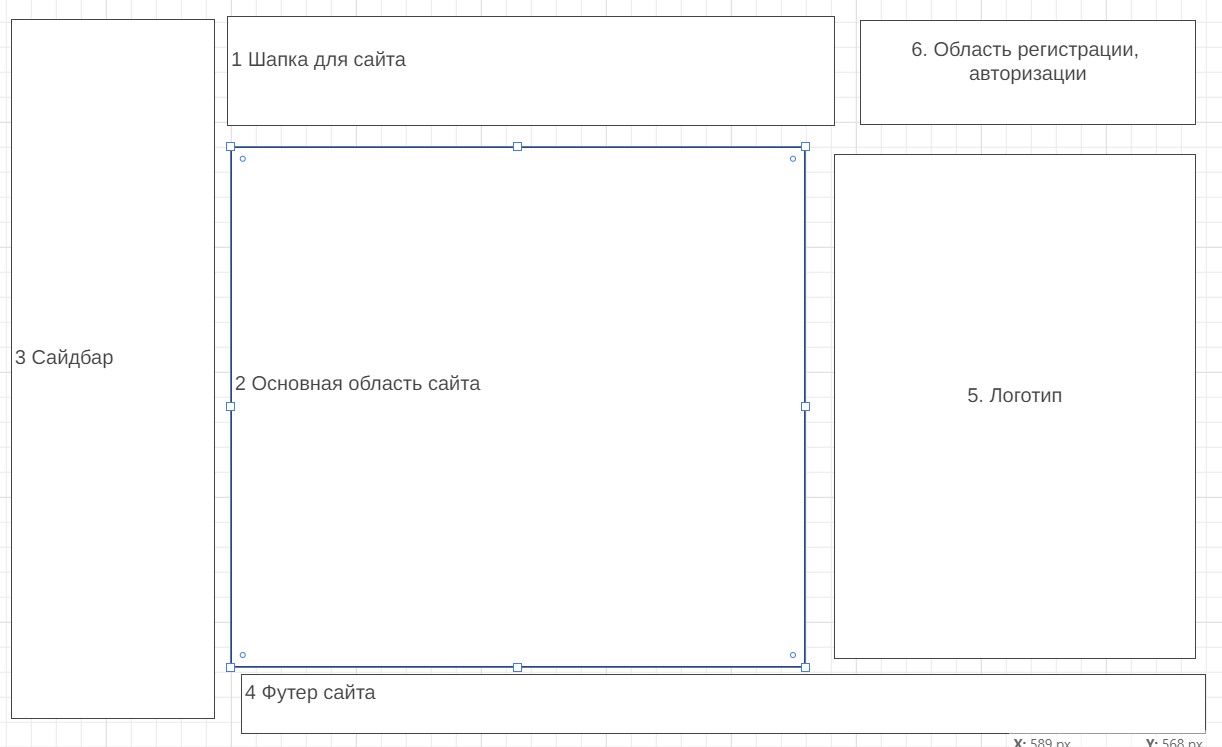 1 Шапка для сайта
6. Область регистрации,
авторизации
3 Сайдбар
2 Основная область сайта
5. Логотип
4 Футер сайта
X: 589 px
Y: 568 px